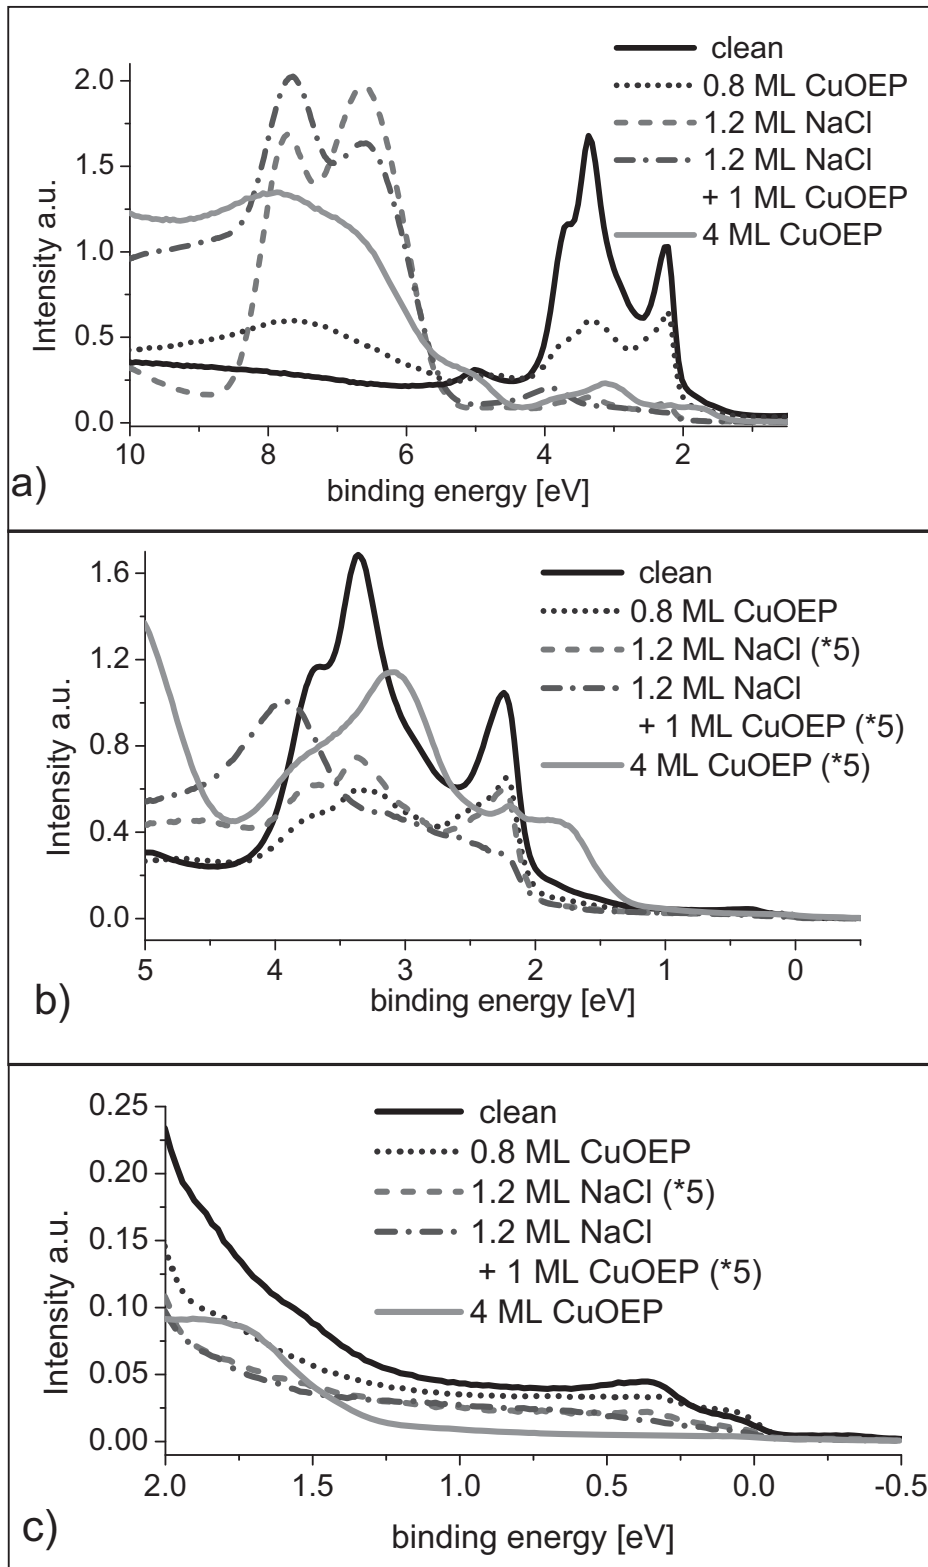 clean
0.8 ML CuOEP
1.2 ML NaCl
1.2 ML NaCl
+ 1 ML CuOEP
4 ML CuOEP
2.0
1.5
1.0
0.5
0.0
Intensity a.u.
10 8 6 4 2
binding energy [eV]
a)
clean
0.8 ML CuOEP
1.2 ML NaCl (*5)
1.2 ML NaCl
+ 1 ML CuOEP (*5)
4 ML CuOEP (*5)
1.6
1.2
0.8
0.4
0.0
Intensity a.u.
5 4 3 2 1 0
binding energy [eV]
b)
clean
0.8 ML CuOEP
1.2 ML NaCl (*5)
1.2 ML NaCl
+ 1 ML CuOEP (*5)
4 ML CuOEP
0.25
0.20
0.15
0.10
0.05
0.00
Intensity a.u.
2.0 1.5 1.0 0.5 0.0 -0.5
binding energy [eV]
c)